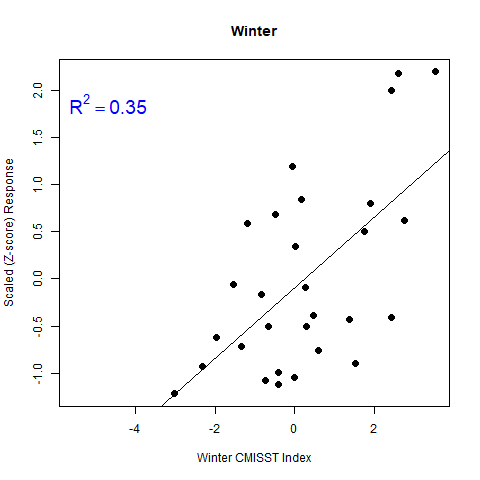 Winter
R² = 0.35
Scaled (Z-score) Response
2.0
1.5
1.0
0.5
0.0
-0.5
-1.0
-4 -2 0 2
Winter CMISST Index